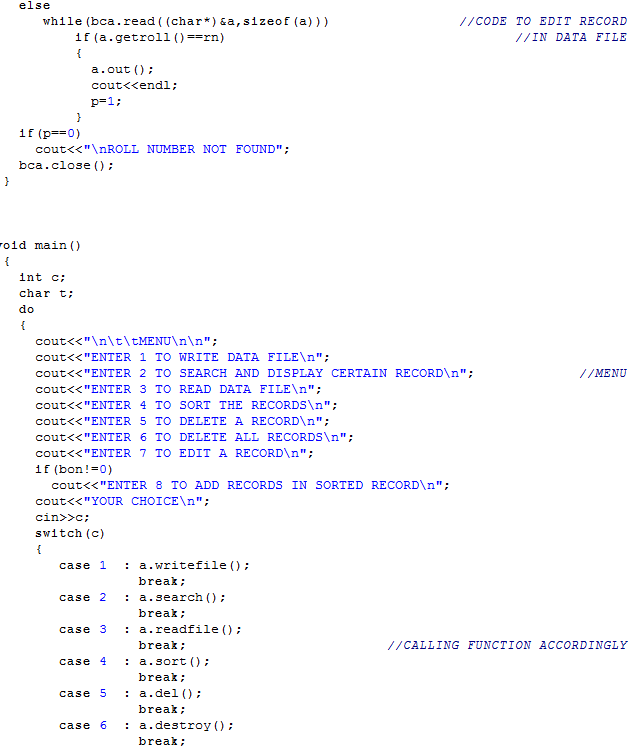 else
while(bca.read((char*)&a,sizeof(a))) //CODE TO EDIT RECORD
if(a.getroll()==rn) //IN DATA FILE
{
a.out();
cout<<endl;
p=1;
}
if(p==0)
cout<<"\nROLL NUMBER NOT FOUND";
bca.close();
}
void main()
{
int c;
char t;
do
{
cout<<"\n\t\tMENU\n\n";
cout<<"ENTER 1 TO WRITE DATA FILE\n";
cout<<"ENTER 2 TO SEARCH AND DISPLAY CERTAIN RECORD\n"; //MENU
cout<<"ENTER 3 TO READ DATA FILE\n";
cout<<"ENTER 4 TO SORT THE RECORDS\n";
cout<<"ENTER 5 TO DELETE A RECORD\n";
cout<<"ENTER 6 TO DELETE ALL RECORDS\n";
cout<<"ENTER 7 TO EDIT A RECORD\n";
if(bon!=0)
cout<<"ENTER 8 TO ADD RECORDS IN SORTED RECORD\n";
cout<<"YOUR CHOICE\n";
cin>>c;
switch(c)
{
case 1 : a.writefile();
break;
case 2 : a.search();
break;
case 3 : a.readfile();
break; //CALLING FUNCTION ACCORDINGLY
case 4 : a.sort();
break;
case 5 : a.del();
break;
case 6 : a.destroy();
break;